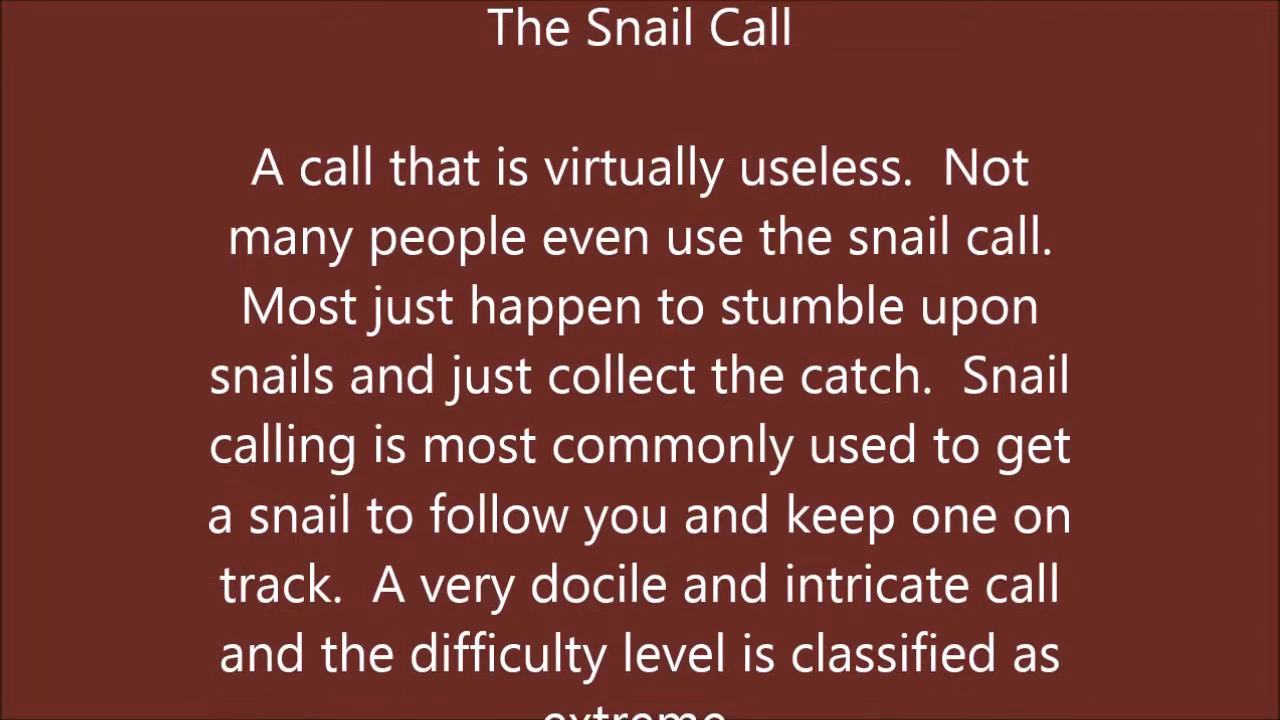 The Snail Call
A call that is virtually useless.  Not
many people even use the snail call.
Most just happen to stumble upon
snails and just collect the catch.  Snail
calling is most commonly used to get
a snail to follow you and keep one on
track.  A very docile and intricate call
and the difficulty level is classified as
extreme